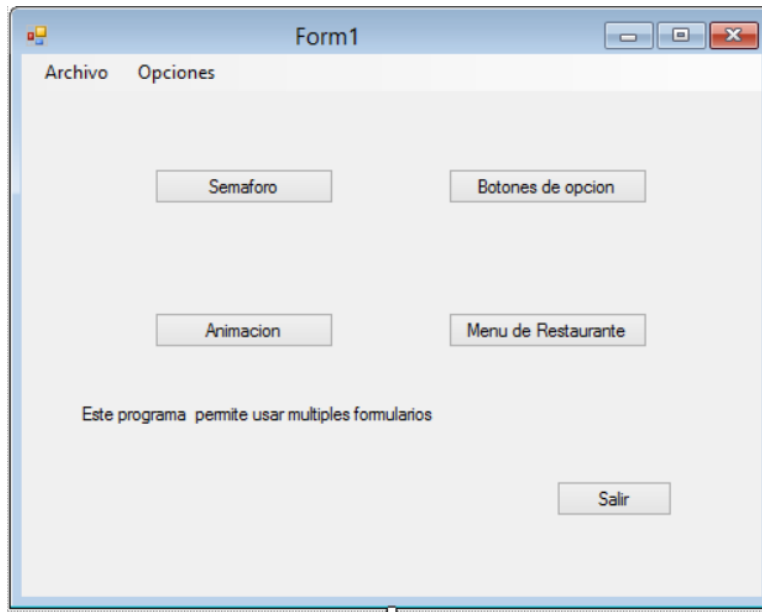 Form1
Archivo Opciones
Semaforo Botones de opcion
Animacion Menu de Restaurante
Este programa permite usar multiples formularios
Salir